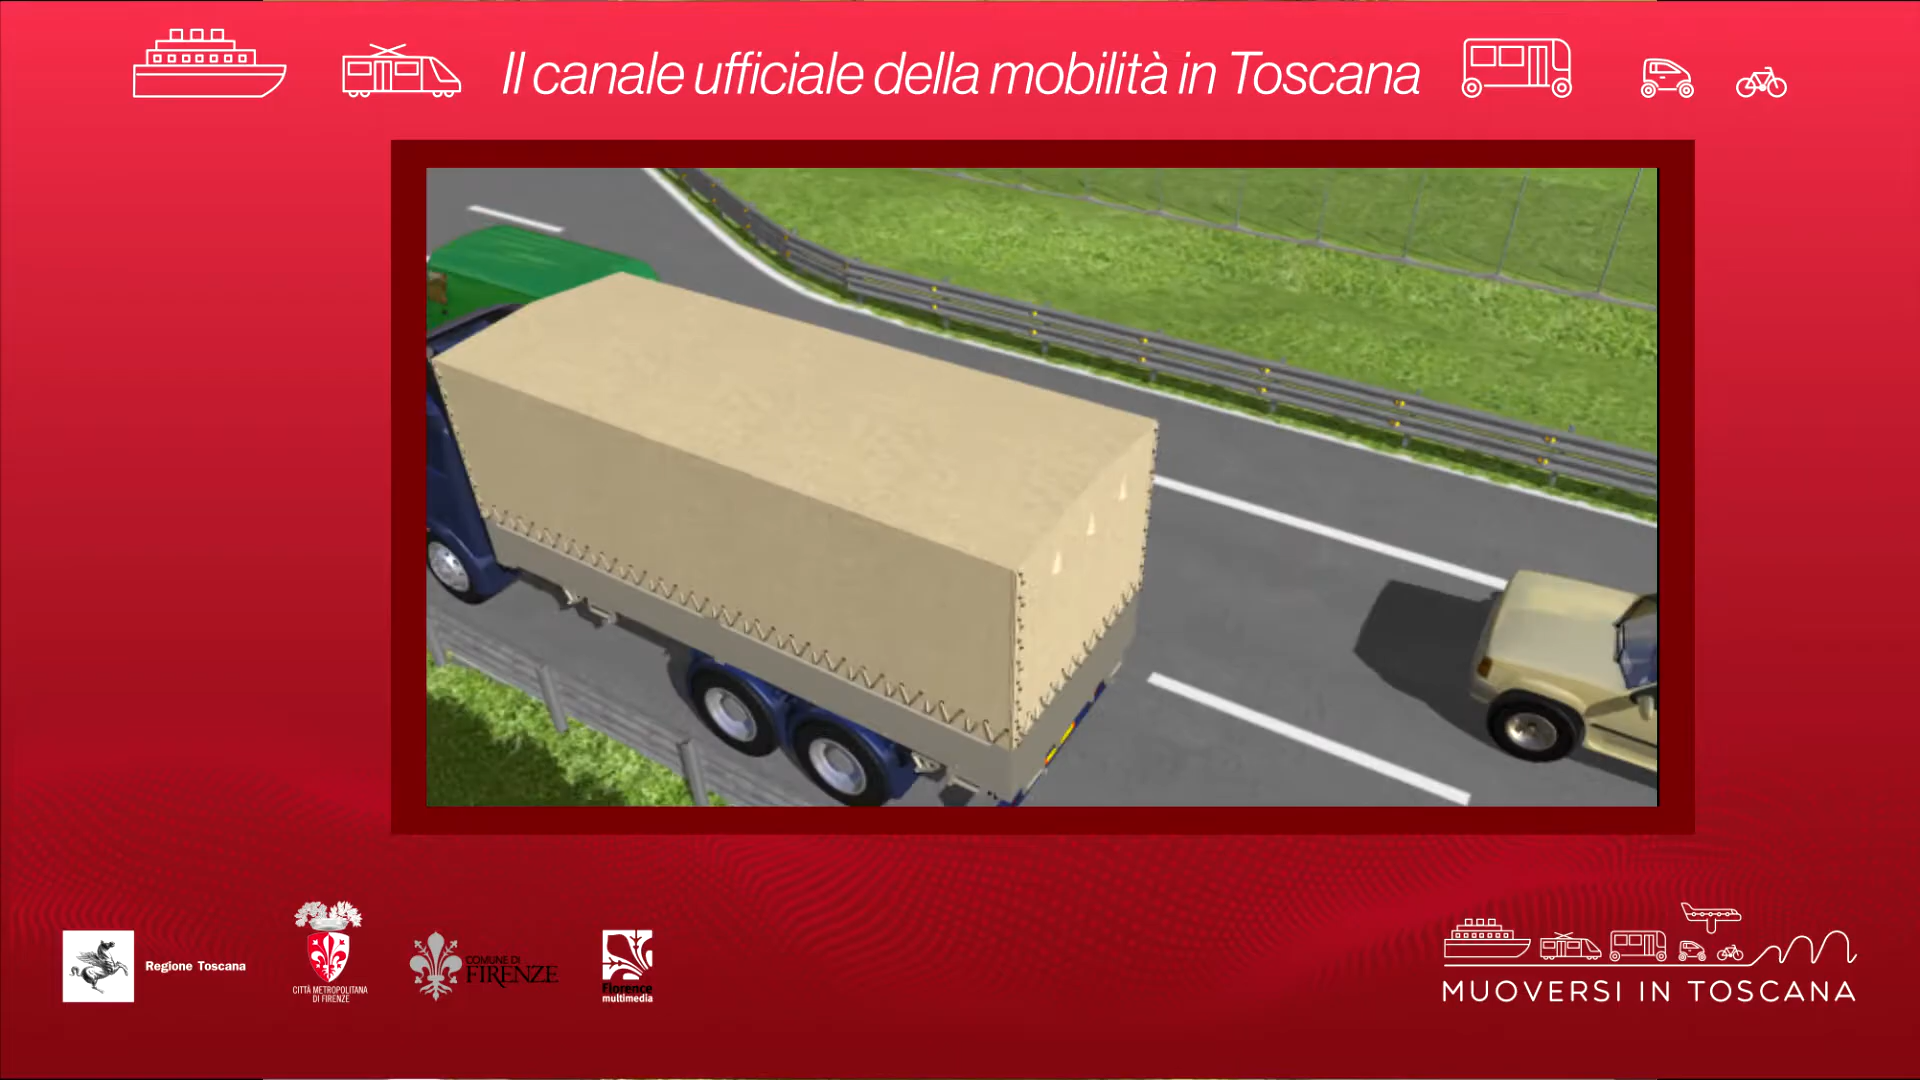 Il canale ufficiale della mobilità in Toscana
Regione Toscana
CITTÀ METROPOLITANA
DI FIRENZE
COMUNE DI
FIRENZE
Florence
multimedia
MUOVERSI IN TOSCANA